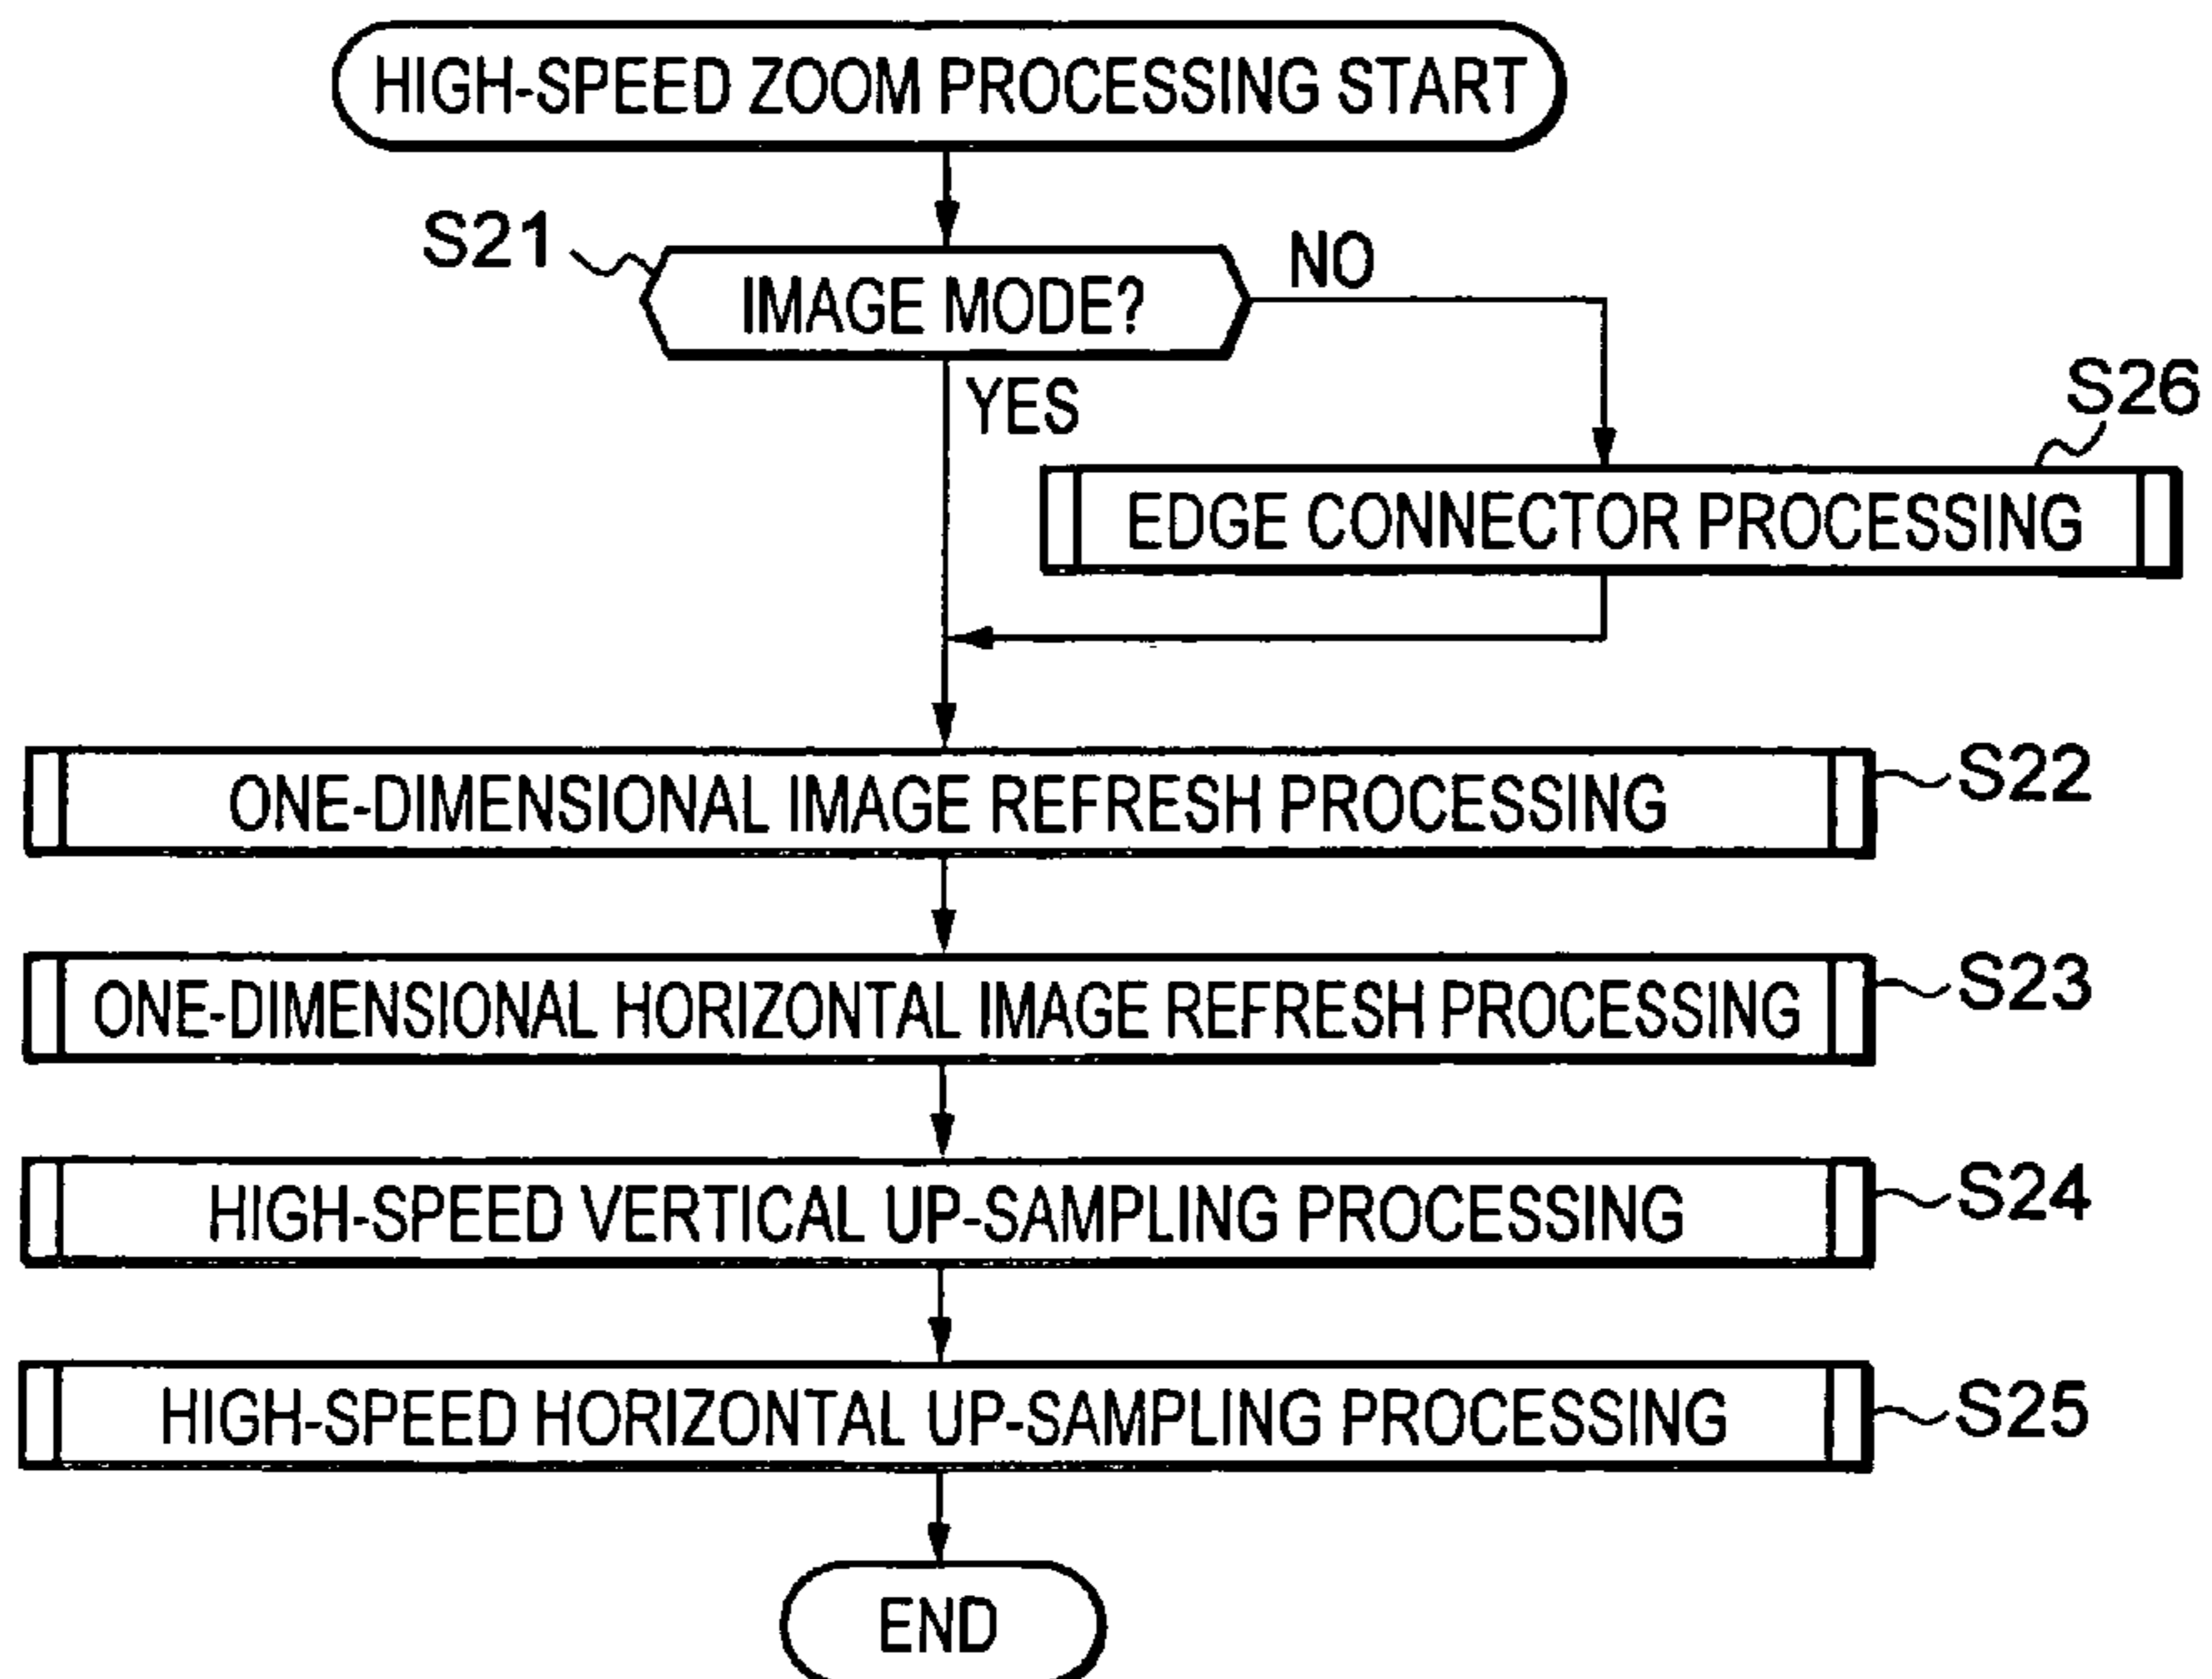 HIGH-SPEED ZOOM PROCESSING START
S21
IMAGE MODE?
NO
YES
S26
EDGE CONNECTOR PROCESSING
ONE-DIMENSIONAL IMAGE REFRESH PROCESSING
S22
ONE-DIMENSIONAL HORIZONTAL IMAGE REFRESH PROCESSING
S23
HIGH-SPEED VERTICAL UP-SAMPLING PROCESSING
S24
HIGH-SPEED HORIZONTAL UP-SAMPLING PROCESSING
S25
END